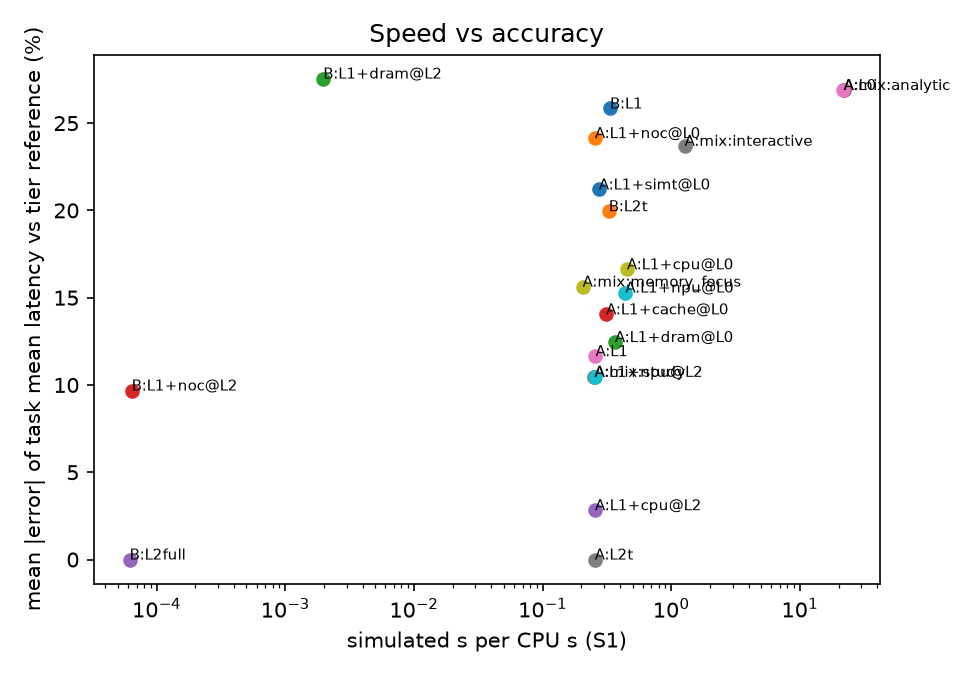 Speed vs accuracy
mean |error| of task mean latency vs tier reference (%)
25
20
15
10
5
0
B:L1+dram@L2
A:mix:analytic
B:L1
A:L1+noc@L0
A:mix:interactive
A:L1+simt@L0
B:L2t
A:L1+cpu@L0
A:mix:memory_focus
A:L1+npu@L0
A:L1+cache@L0
A:L1+dram@L0
A:L1
A:L1+npu@L2
B:L1+noc@L2
A:L1+cpu@L2
B:L2full
A:L2t
10⁻⁴
10⁻³
10⁻²
10⁻¹
10⁰
10¹
simulated s per CPU s (S1)